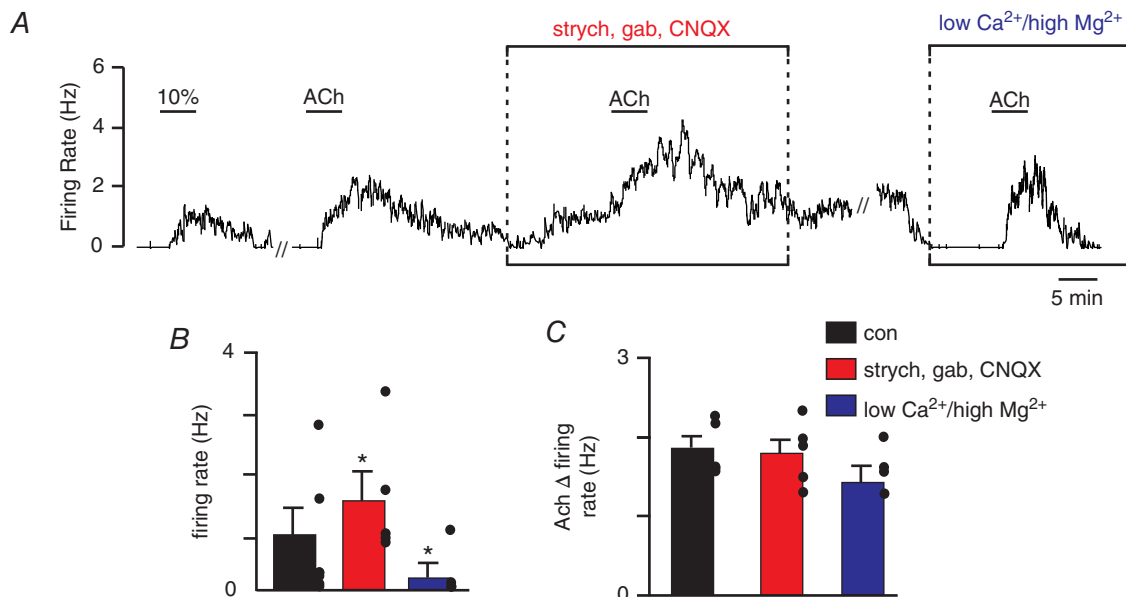 A
strych, gab, CNQX
low Ca²⁺/high Mg²⁺
6
4
2
0
Firing Rate (Hz)
10%
ACh
ACh
ACh
//
//
5 min
B
4
0
firing rate (Hz)
*
*
C
3
0
Ach Δ firing
rate (Hz)
con
strych, gab, CNQX
low Ca²⁺/high Mg²⁺